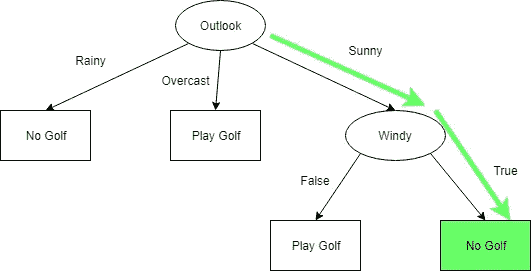 Outlook
Sunny
Rainy
Overcast
No Golf
Play Golf
Windy
False
True
Play Golf
No Golf